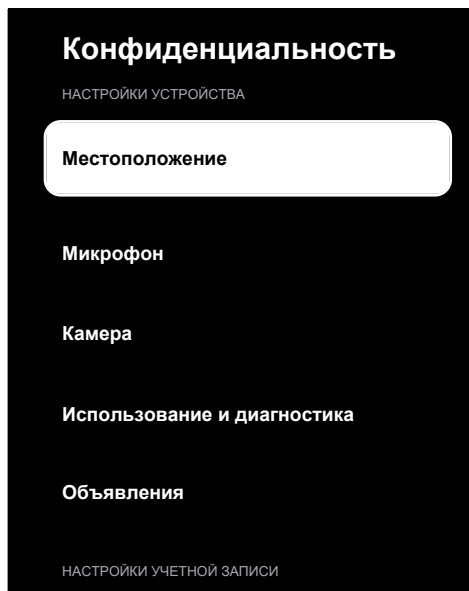 Конфиденциальность
НАСТРОЙКИ УСТРОЙСТВА
Местоположение
Микрофон
Камера
Использование и диагностика
Объявления
НАСТРОЙКИ УЧЕТНОЙ ЗАПИСИ